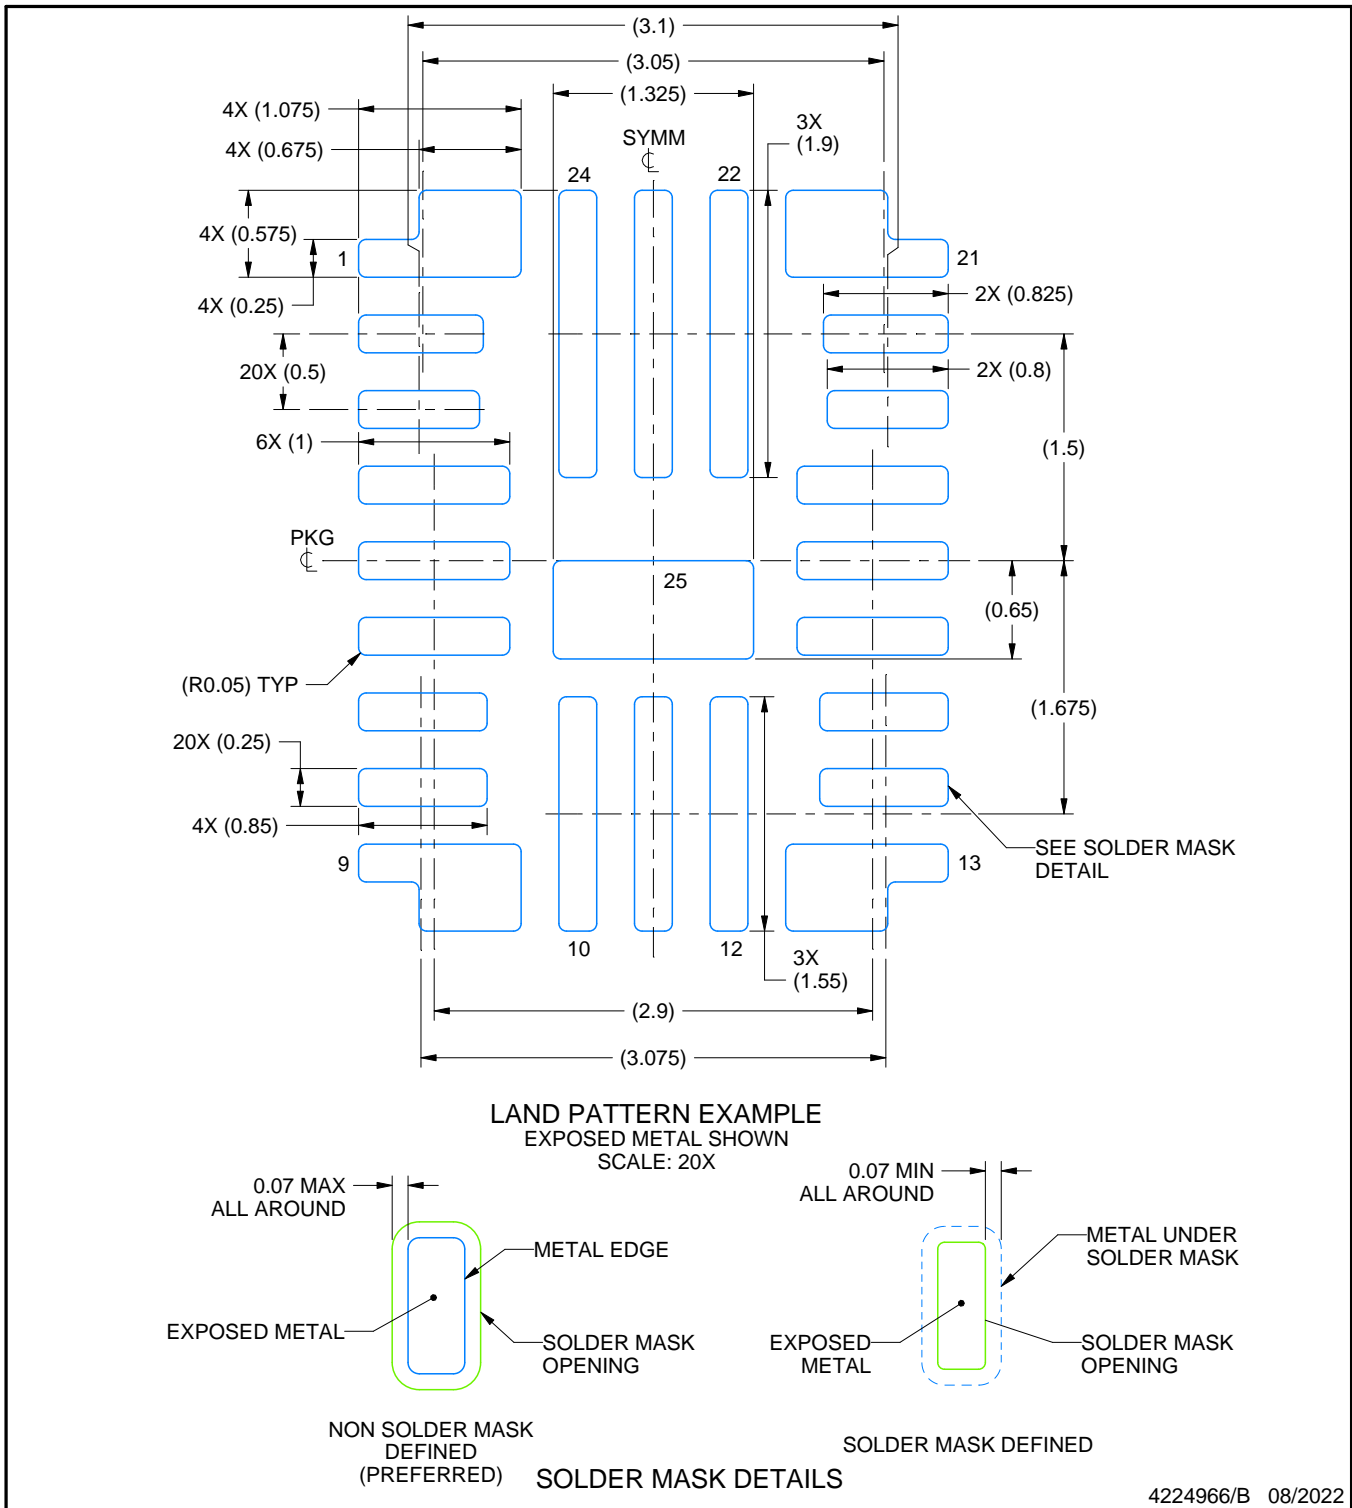 (3.1)
(3.05)
(1.325)
4X (1.075)
3X
(1.9)
SYMM
4X (0.675)
24
22
4X (0.575)
1
21
4X (0.25)
2X (0.825)
20X (0.5)
2X (0.8)
6X (1)
(1.5)
PKG
25
(0.65)
(R0.05) TYP
(1.675)
20X (0.25)
4X (0.85)
SEE SOLDER MASK
DETAIL
9
13
10
12
3X
(1.55)
(2.9)
(3.075)
LAND PATTERN EXAMPLE
EXPOSED METAL SHOWN
SCALE: 20X
0.07 MAX
ALL AROUND
METAL EDGE
EXPOSED METAL
SOLDER MASK
OPENING
NON SOLDER MASK
DEFINED
(PREFERRED)
0.07 MIN
ALL AROUND
METAL UNDER
SOLDER MASK
EXPOSED
METAL
SOLDER MASK
OPENING
SOLDER MASK DEFINED
SOLDER MASK DETAILS
4224966/B 08/2022